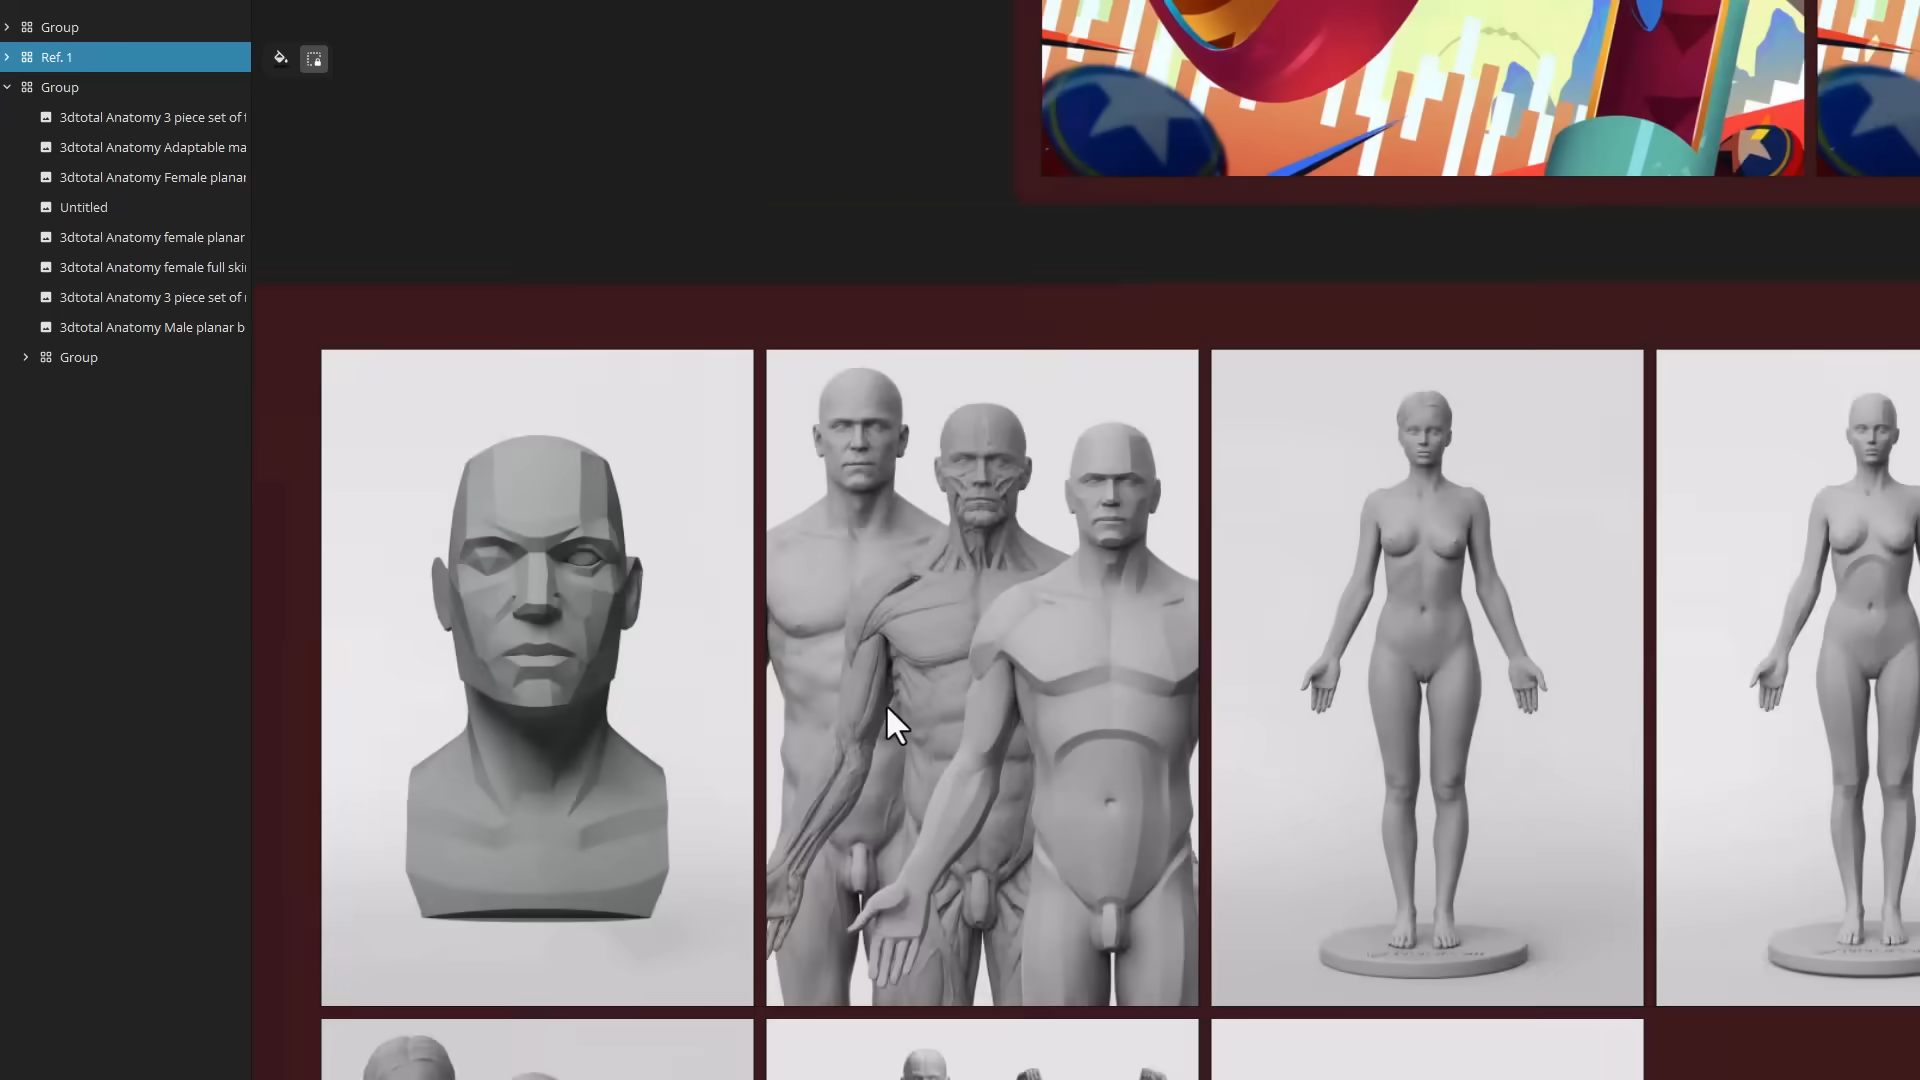 Group
Ref. 1
Group
3dtotal Anatomy 3 piece set of
3dtotal Anatomy Adaptable ma
3dtotal Anatomy Female planar
Untitled
3dtotal Anatomy female planar
3dtotal Anatomy female full ski
3dtotal Anatomy 3 piece set of
3dtotal Anatomy Male planar b
Group